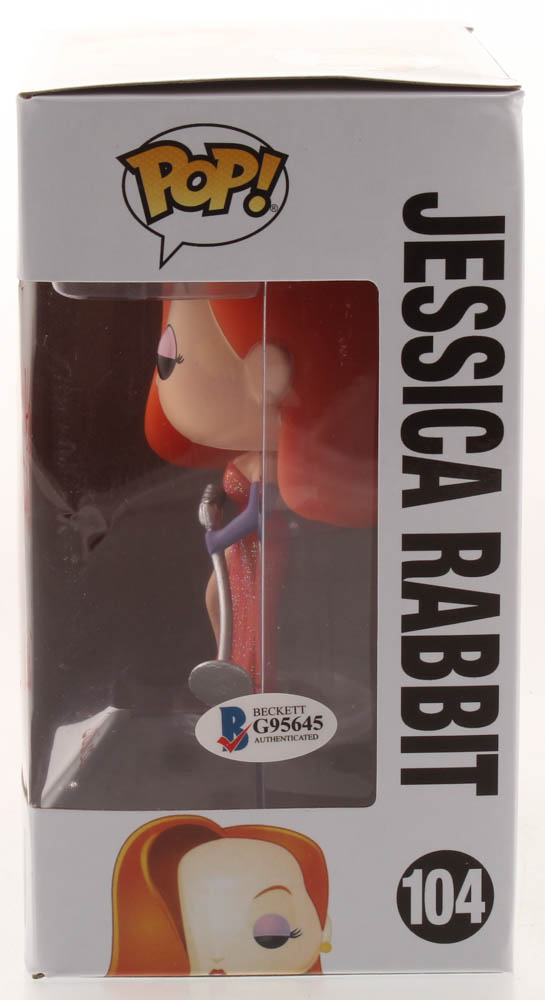 POP!
®
JESSICA RABBIT
BECKETT
B
G95645
AUTHENTICATED
104